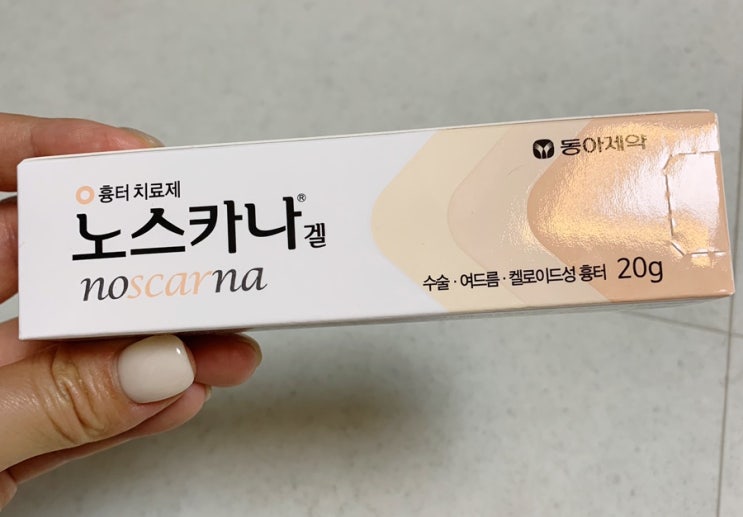 동아제약
흉터 치료제
노스카나® 겔
noscarna
수술 · 여드름 · 켈로이드성 흉터 20g